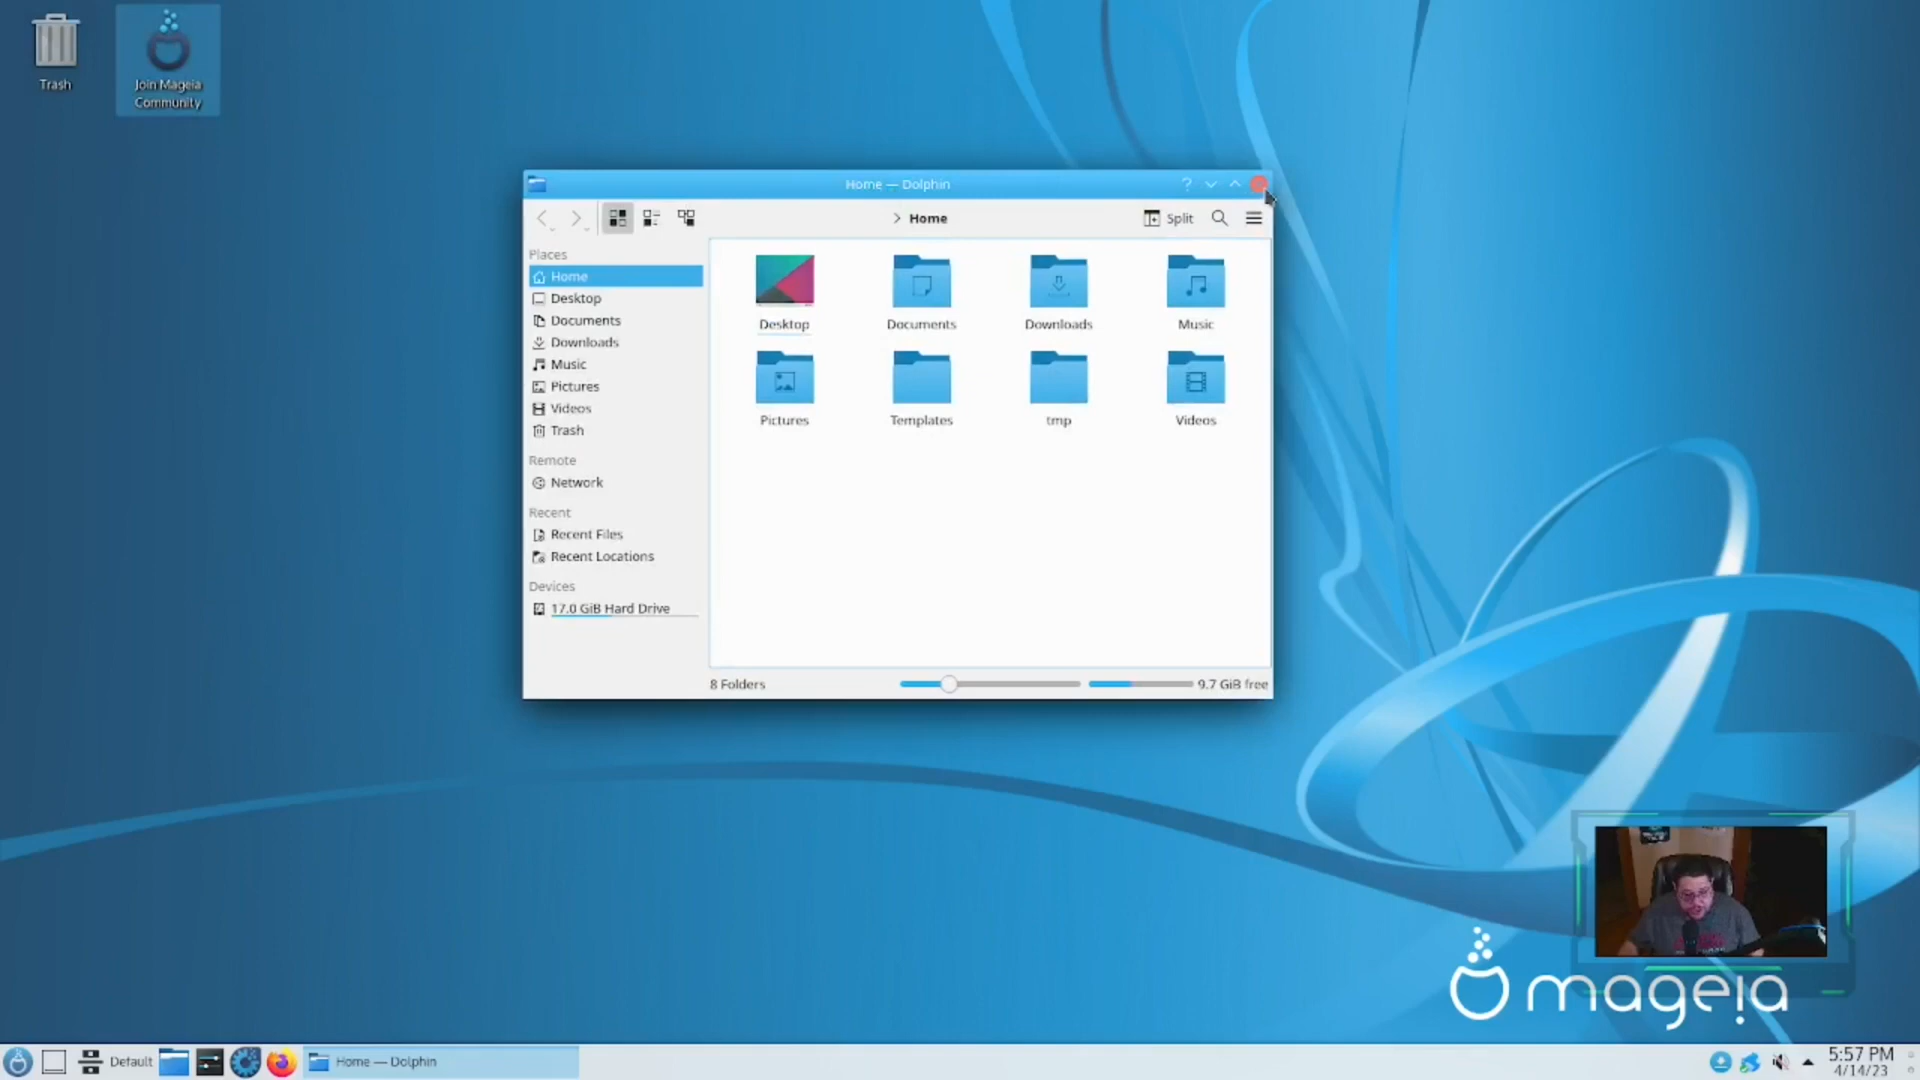 Trash
Join Mageia
Community
Home — Dolphin
?
Home
Split
Places
Home
Desktop
Documents
Downloads
Music
Pictures
Videos
Trash
Remote
Network
Recent
Recent Files
Recent Locations
Devices
17.0 GiB Hard Drive
Desktop
Documents
Downloads
Music
Pictures
Templates
tmp
Videos
8 Folders
9.7 GiB free
mageia
Default
Home — Dolphin
5:57 PM
4/14/23